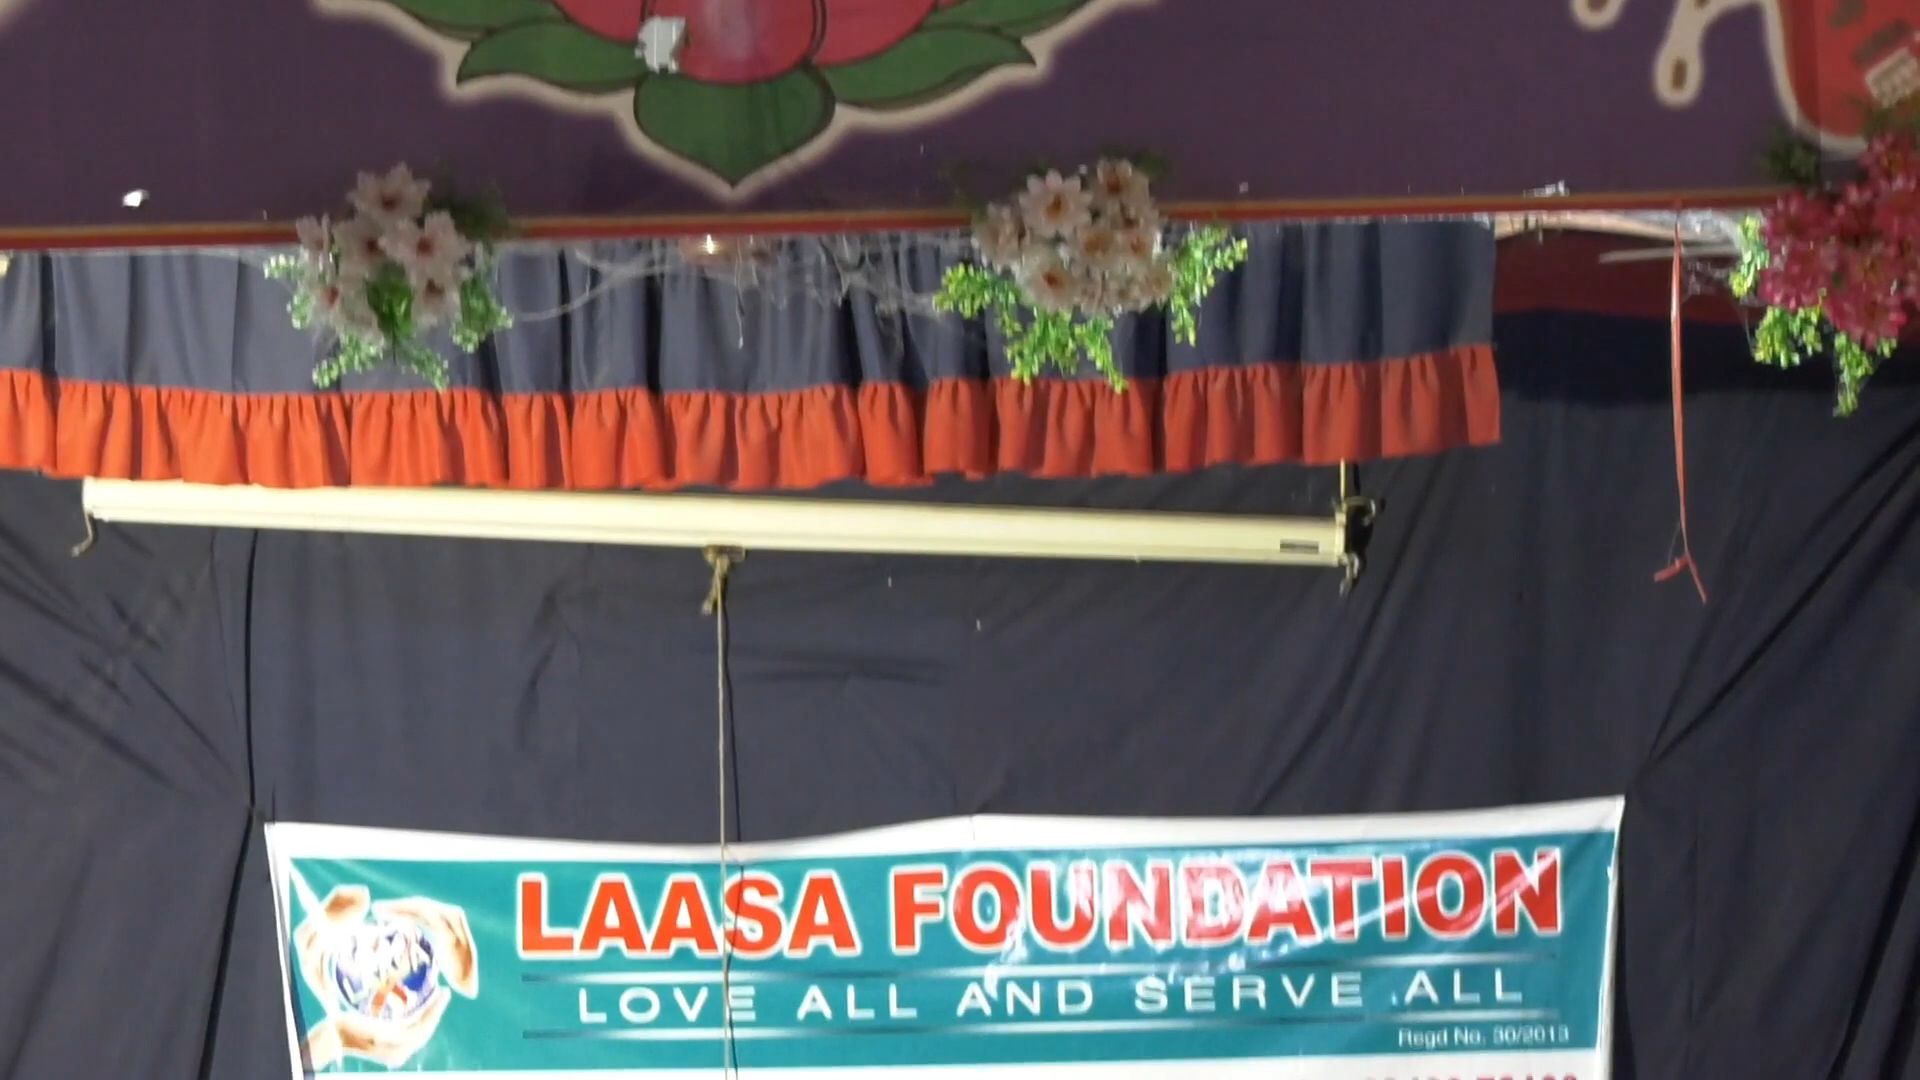 LAASA FOUNDATION
LOVE ALL AND SERVE ALL
Regd No. 30/2013